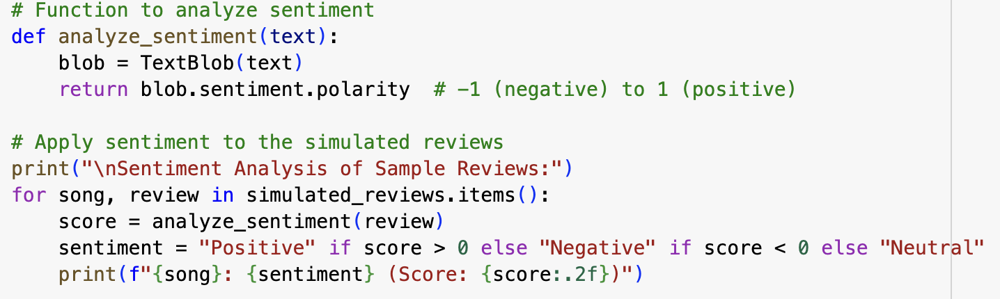 # Function to analyze sentiment
def analyze_sentiment(text):
    blob = TextBlob(text)
    return blob.sentiment.polarity  # -1 (negative) to 1 (positive)

# Apply sentiment to the simulated reviews
print("\nSentiment Analysis of Sample Reviews:")
for song, review in simulated_reviews.items():
    score = analyze_sentiment(review)
    sentiment = "Positive" if score > 0 else "Negative" if score < 0 else "Neutral"
    print(f"{song}: {sentiment} (Score: {score:.2f})")